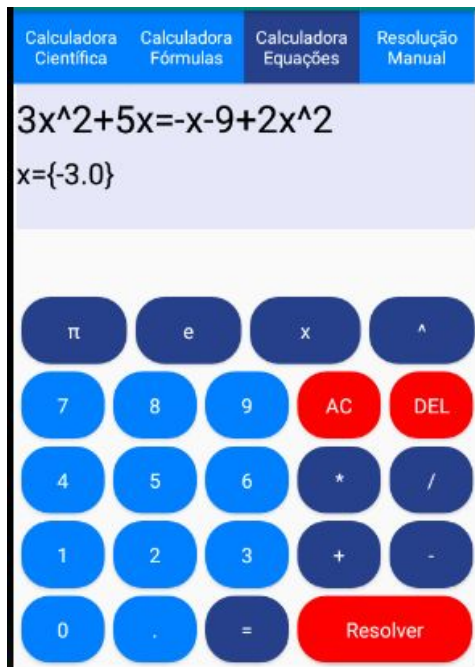 Calculadora Calculadora Calculadora Resolução
Científica Fórmulas Equações Manual
3x^2+5x=-x-9+2x^2
x={-3.0}
π e x ^
7 8 9 AC DEL
4 5 6 * /
1 2 3 + -
0 . = Resolver